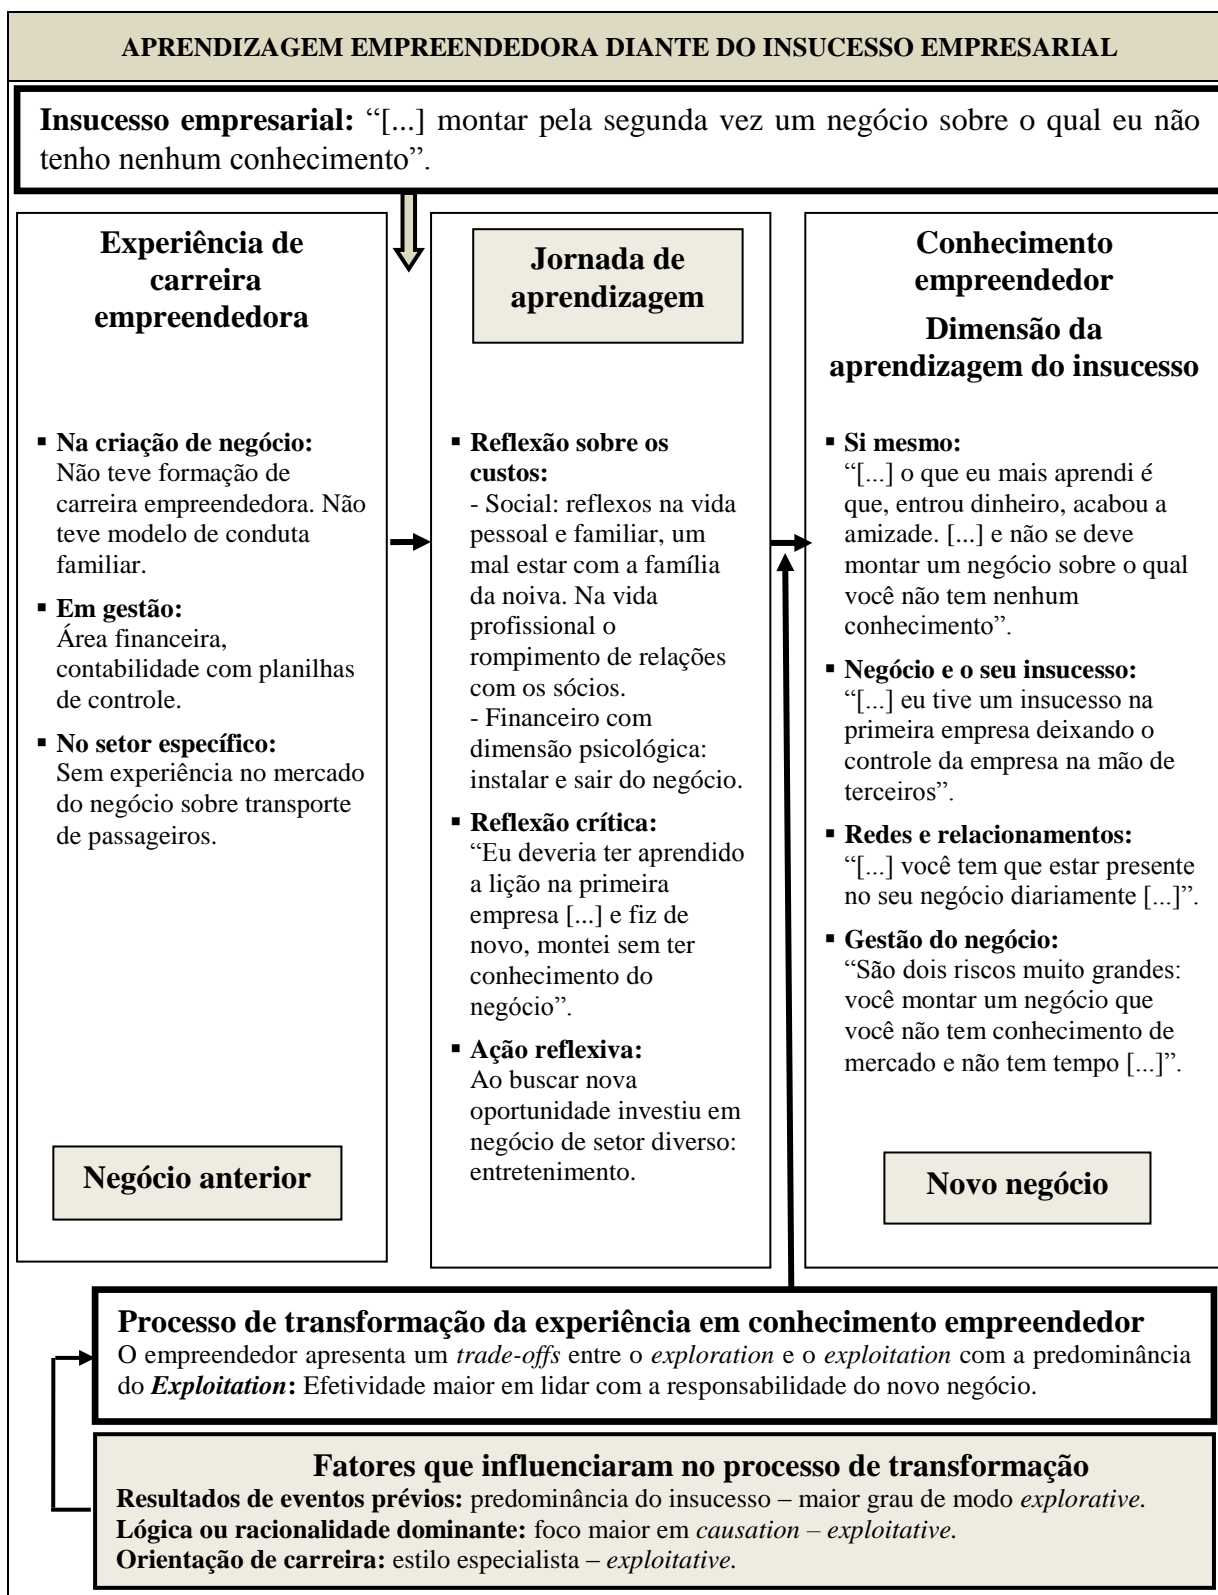 APRENDIZAGEM EMPREENDEDORA DIANTE DO INSUCESSO EMPRESARIAL
Insucesso empresarial: “[...] montar pela segunda vez um negócio sobre o qual eu não
tenho nenhum conhecimento”.
Experiência de
carreira
empreendedora
▪ Na criação de negócio:
Não teve formação de
carreira empreendedora. Não
teve modelo de conduta
familiar.
▪ Em gestão:
Área financeira,
contabilidade com planilhas
de controle.
▪ No setor específico:
Sem experiência no mercado
do negócio sobre transporte
de passageiros.
Negócio anterior
Jornada de
aprendizagem
▪ Reflexão sobre os
custos:
- Social: reflexos na vida
pessoal e familiar, um
mal estar com a família
da noiva. Na vida
profissional o
rompimento de relações
com os sócios.
- Financeiro com
dimensão psicológica:
instalar e sair do negócio.
▪ Reflexão crítica:
“Eu deveria ter aprendido
a lição na primeira
empresa [...] e fiz de
novo, montei sem ter
conhecimento do
negócio”.
▪ Ação reflexiva:
Ao buscar nova
oportunidade investiu em
negócio de setor diverso:
entretenimento.
Conhecimento
empreendedor
Dimensão da
aprendizagem do insucesso
▪ Si mesmo:
“[...] o que eu mais aprendi é
que, entrou dinheiro, acabou a
amizade. [...] e não se deve
montar um negócio sobre o qual
você não tem nenhum
conhecimento”.
▪ Negócio e o seu insucesso:
“[...] eu tive um insucesso na
primeira empresa deixando o
controle da empresa na mão de
terceiros”.
▪ Redes e relacionamentos:
“[...] você tem que estar presente
no seu negócio diariamente [...]”.
▪ Gestão do negócio:
“São dois riscos muito grandes:
você montar um negócio que
você não tem conhecimento de
mercado e não tem tempo [...]”.
Novo negócio
Processo de transformação da experiência em conhecimento empreendedor
O empreendedor apresenta um trade-offs entre o exploration e o exploitation com a predominância
do Exploitation: Efetividade maior em lidar com a responsabilidade do novo negócio.
Fatores que influenciaram no processo de transformação
Resultados de eventos prévios: predominância do insucesso – maior grau de modo explorative.
Lógica ou racionalidade dominante: foco maior em causation – exploitative.
Orientação de carreira: estilo especialista – exploitative.